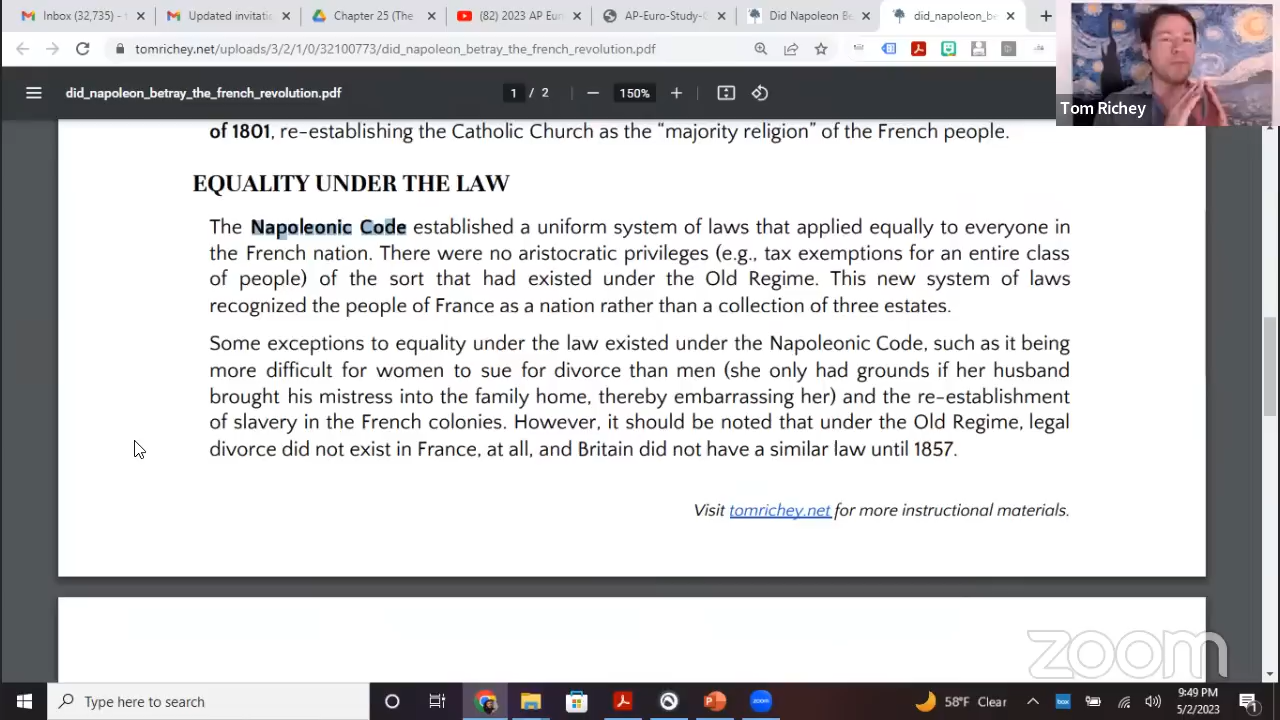 Inbox (32,735) -
Updated invitati
Chapter 25 (The
(82) 2023 AP Eur
AP-Euro-Study-G
Did Napoleon Be
did_napoleon_be
tomrichey.net/uploads/3/2/1/0/32100773/did_napoleon_betray_the_french_revolution.pdf
did_napoleon_betray_the_french_revolution.pdf
1 / 2
150%
Tom Richey
of 1801, re-establishing the Catholic Church as the “majority religion” of the French people.
EQUALITY UNDER THE LAW
The Napoleonic Code established a uniform system of laws that applied equally to everyone in
the French nation. There were no aristocratic privileges (e.g., tax exemptions for an entire class
of people) of the sort that had existed under the Old Regime. This new system of laws
recognized the people of France as a nation rather than a collection of three estates.
Some exceptions to equality under the law existed under the Napoleonic Code, such as it being
more difficult for women to sue for divorce than men (she only had grounds if her husband
brought his mistress into the family home, thereby embarrassing her) and the re-establishment
of slavery in the French colonies. However, it should be noted that under the Old Regime, legal
divorce did not exist in France, at all, and Britain did not have a similar law until 1857.
Visit tomrichey.net for more instructional materials.
zoom
Type here to search
zoom
58°F Clear
box
9:49 PM
5/2/2023
1